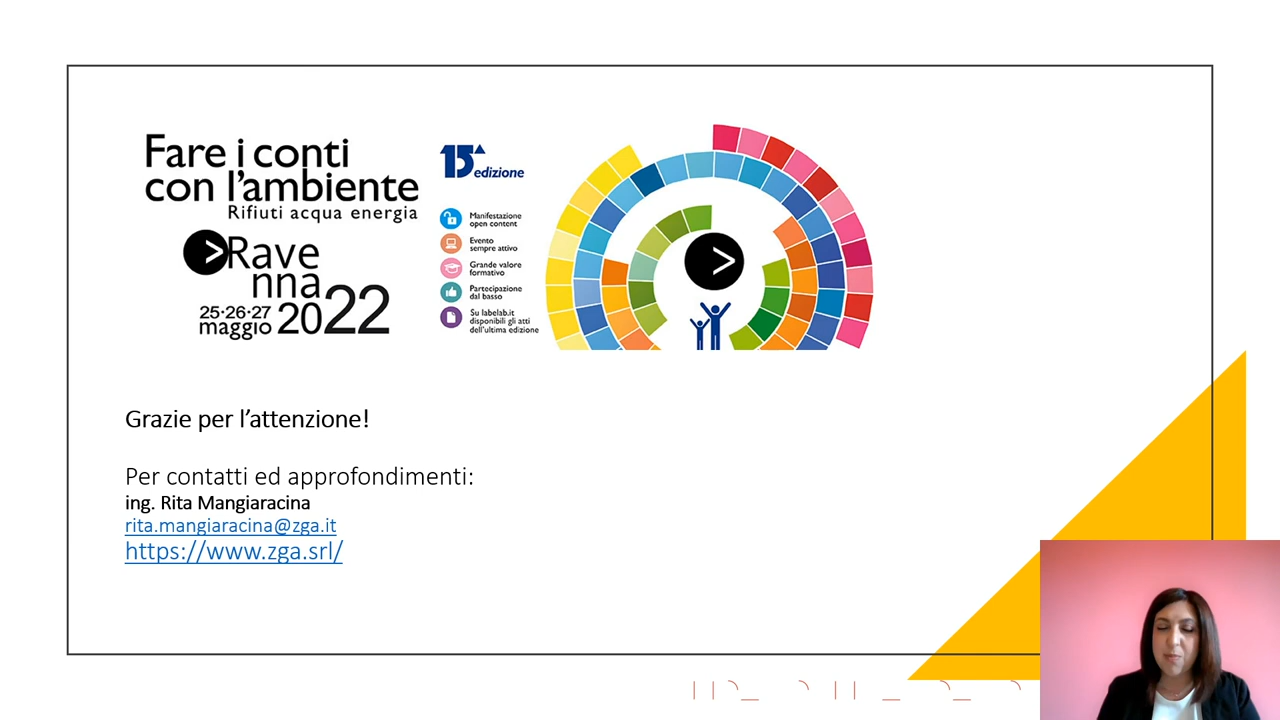 Fare i conti
con l'ambiente
Rifiuti acqua energia
Rave
nna
25·26·27
maggio 2022
15ª edizione
Manifestazione
open content
Evento
sempre attivo
Grande valore
formativo
Partecipazione
dal basso
Su labelab.it
disponibili gli atti
dell'ultima edizione
Grazie per l'attenzione!
Per contatti ed approfondimenti:
ing. Rita Mangiaracina
rita.mangiaracina@zga.it
https://www.zga.srl/